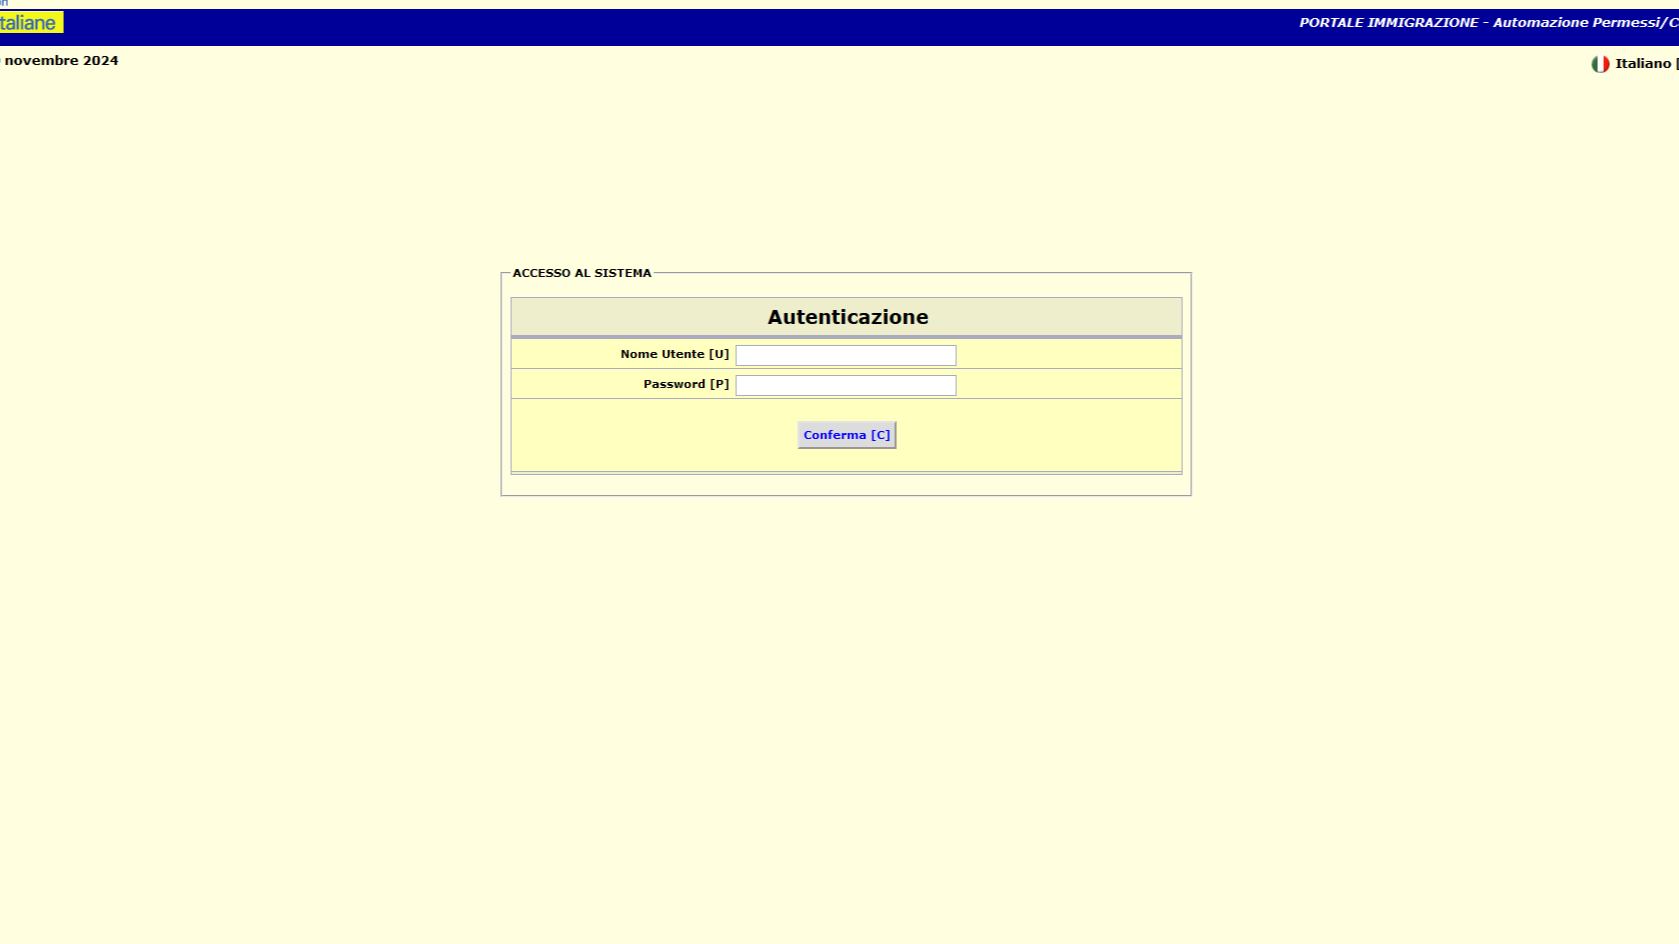 taliane
PORTALE IMMIGRAZIONE - Automazione Permessi/C
novembre 2024
Italiano [
ACCESSO AL SISTEMA
Autenticazione
Nome Utente [U]
Password [P]
Conferma [C]